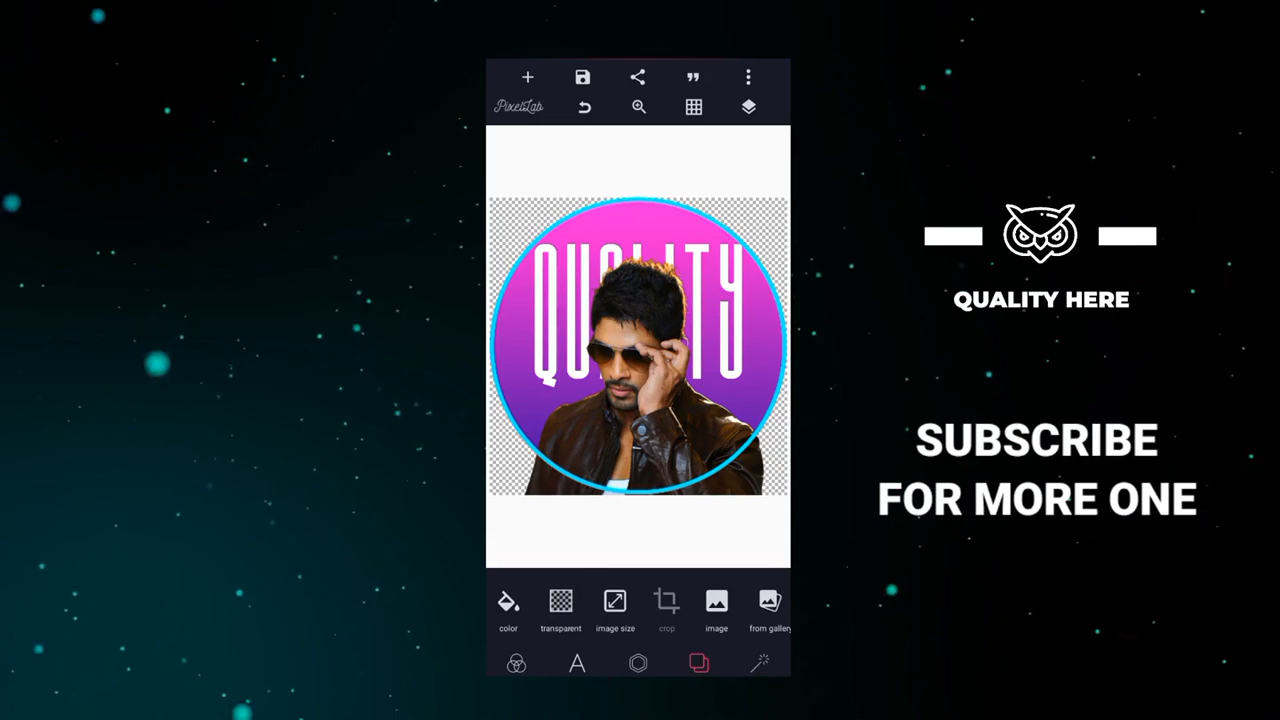 PixelLab
QUALITY
color
transparent
image size
crop
image
from gallery
QUALITY HERE
SUBSCRIBE
FOR MORE ONE